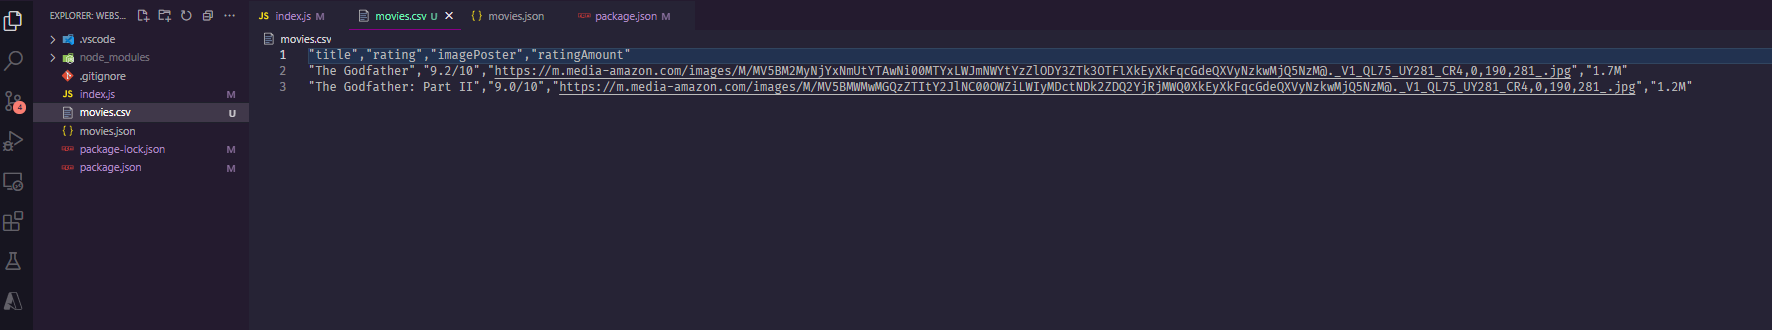 EXPLORER: WEBS...
.vscode
node_modules
.gitignore
index.js M
movies.csv U
movies.json
package-lock.json M
package.json M
4
JS index.js M
movies.csv U
{ } movies.json
package.json M
movies.csv
1 "title","rating","imagePoster","ratingAmount"
2 "The Godfather","9.2/10","https://m.media-amazon.com/images/M/MV5BM2MyNjYxNmUtYTAwNi00MTYxLWJmNWYtYzZlODY3ZTk3OTFlXkEyXkFqcGdeQXVyNzkwMjQ5NzM@._V1_QL75_UY281_CR4,0,190,281_.jpg","1.7M"
3 "The Godfather: Part II","9.0/10","https://m.media-amazon.com/images/M/MV5BMWMwMGQzZTItY2JlNC00OWZiLWIyMDctNDk2ZDQ2YjRjMWQ0XkEyXkFqcGdeQXVyNzkwMjQ5NzM@._V1_QL75_UY281_CR4,0,190,281_.jpg","1.2M"